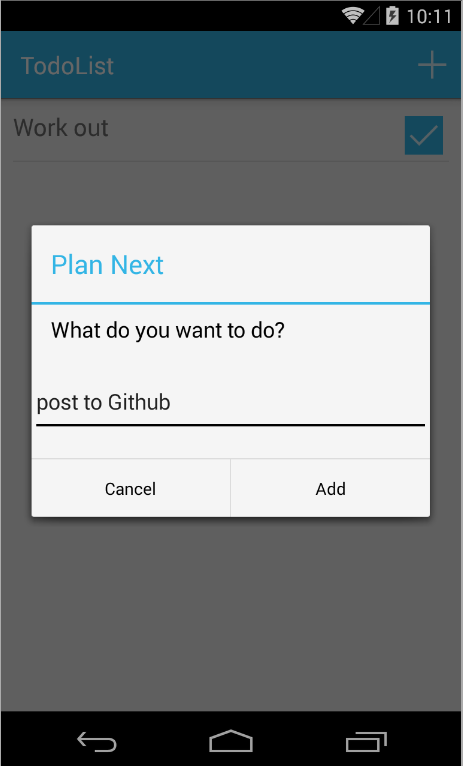 10:11
TodoList
Work out
Plan Next
What do you want to do?
post to Github
Cancel
Add